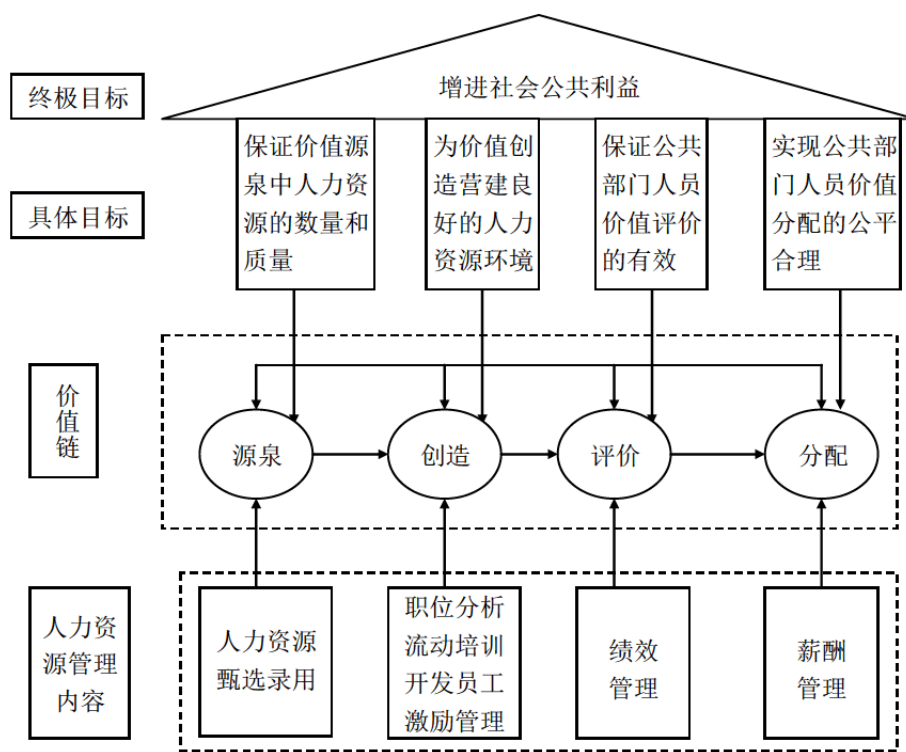 增进社会公共利益
终极目标
具体目标
保证价值源
泉中人力资
源的数量和
质量
为价值创
造营建良
好的人力
资源环境
保证公共
部门人员
价值评价
的有效
实现公共部
门人员价值
分配的公平
合理
价
值
链
源泉
创造
评价
分配
人力资
源管理
内容
人力资源
甄选录用
职位分析
流动培训
开发员工
激励管理
绩效
管理
薪酬
管理